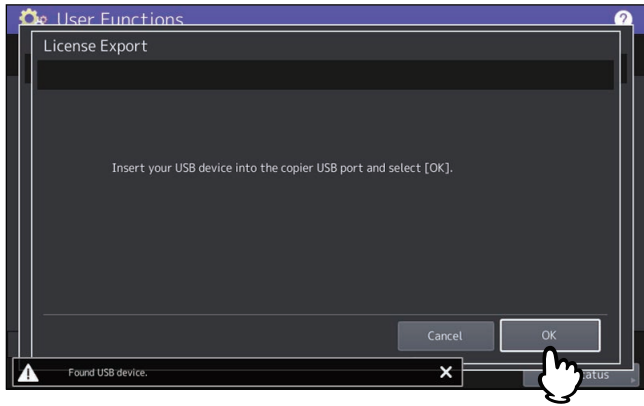 User Functions
?
License Export
Insert your USB device into the copier USB port and select [OK].
Cancel
OK
Found USB device.